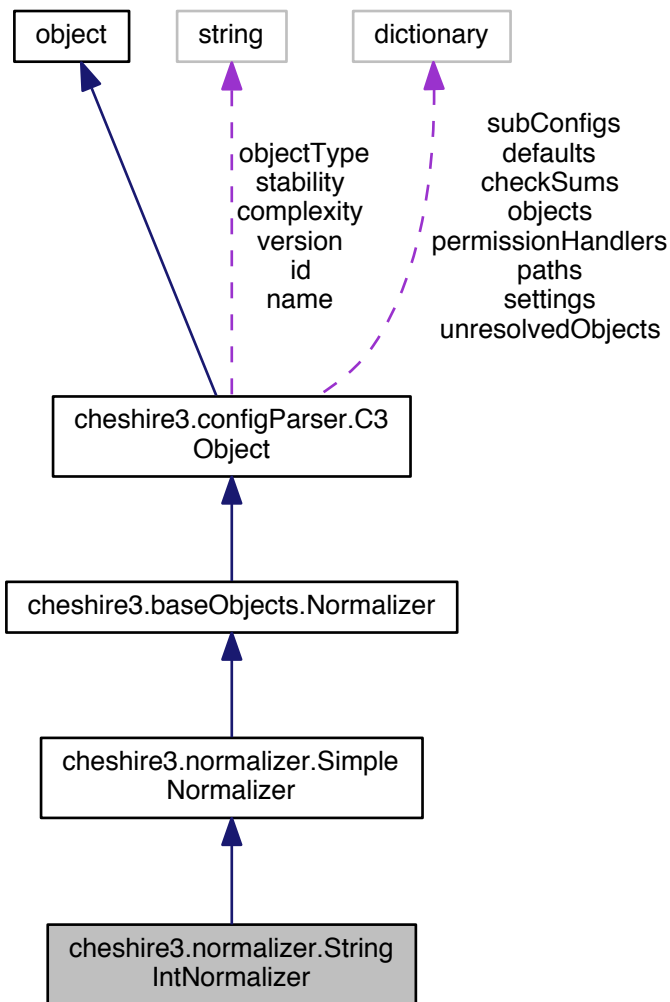 object
string
dictionary
objectType
stability
complexity
version
id
name
subConfigs
defaults
checkSums
objects
permissionHandlers
paths
settings
unresolvedObjects
cheshire3.configParser.C3
Object
cheshire3.baseObjects.Normalizer
cheshire3.normalizer.Simple
Normalizer
cheshire3.normalizer.String
IntNormalizer